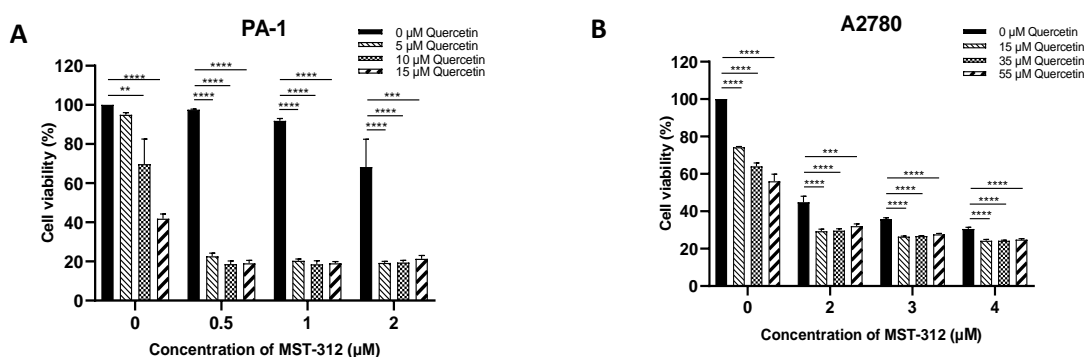 A
PA-1
0 µM Quercetin
5 µM Quercetin
10 µM Quercetin
15 µM Quercetin
Cell viability (%)
120
100
80
60
40
20
0
****
**
****
****
****
****
****
****
***
****
****
0 0.5 1 2
Concentration of MST-312 (µM)
B
A2780
0 µM Quercetin
15 µM Quercetin
35 µM Quercetin
55 µM Quercetin
Cell viability (%)
120
100
80
60
40
20
0
****
****
****
***
****
****
****
****
****
****
****
****
0 2 3 4
Concentration of MST-312 (µM)